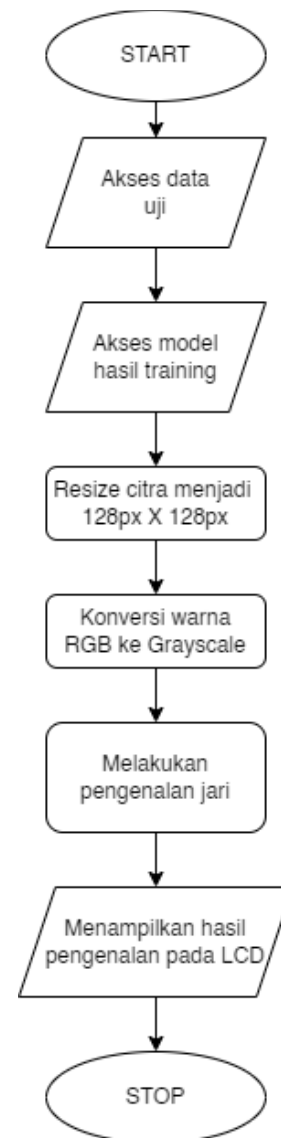 START
Akses data
uji
Akses model
hasil training
Resize citra menjadi
128px X 128px
Konversi warna
RGB ke Grayscale
Melakukan
pengenalan jari
Menampilkan hasil
pengenalan pada LCD
STOP